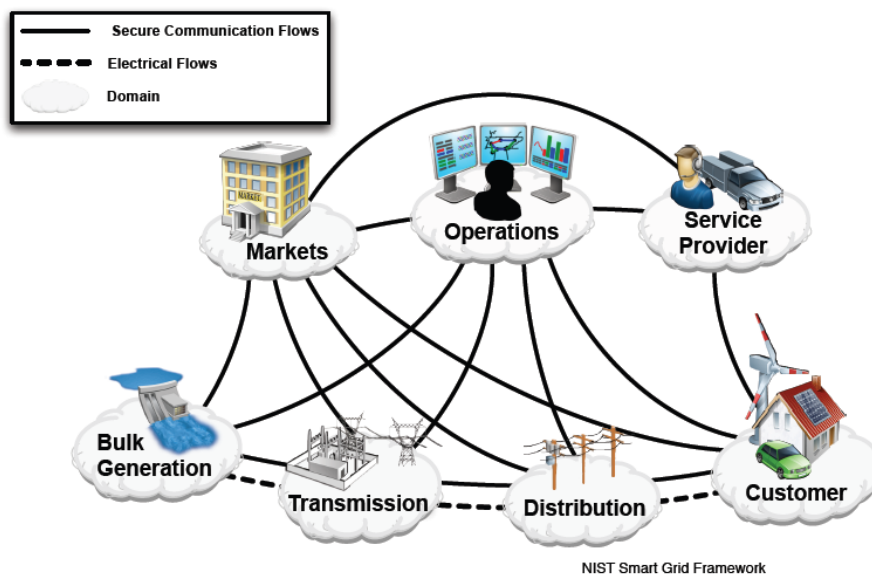 Secure Communication Flows
Electrical Flows
Domain
MARKET
Markets
Operations
Service
Provider
Bulk
Generation
Transmission
Distribution
Customer
NIST Smart Grid Framework